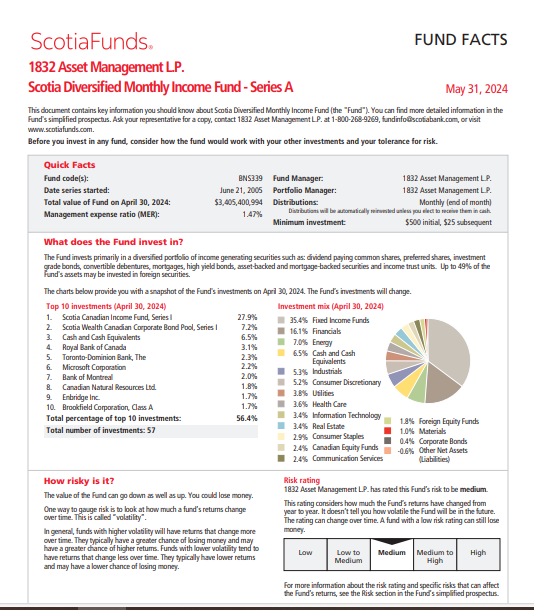 ScotiaFunds®
FUND FACTS
1832 Asset Management L.P.
Scotia Diversified Monthly Income Fund - Series A
May 31, 2024
This document contains key information you should know about Scotia Diversified Monthly Income Fund (the "Fund"). You can find more detailed information in the
Fund's simplified prospectus. Ask your representative for a copy, contact 1832 Asset Management L.P. at 1-800-268-9269, fundinfo@scotiabank.com, or visit
www.scotiafunds.com.
Before you invest in any fund, consider how the fund would work with your other investments and your tolerance for risk.
Quick Facts
Fund code(s): BNS339
Date series started: June 21, 2005
Total value of Fund on April 30, 2024: $3,405,400,994
Management expense ratio (MER): 1.47%
Fund Manager: 1832 Asset Management L.P.
Portfolio Manager: 1832 Asset Management L.P.
Distributions: Monthly (end of month)
Distributions will be automatically reinvested unless you elect to receive them in cash.
Minimum investment: $500 initial, $25 subsequent
What does the Fund invest in?
The Fund invests primarily in a diversified portfolio of income generating securities such as: dividend paying common shares, preferred shares, investment
grade bonds, convertible debentures, mortgages, high yield bonds, asset-backed and mortgage-backed securities and income trust units. Up to 49% of the
Fund's assets may be invested in foreign securities.
The charts below provide you with a snapshot of the Fund's investments on April 30, 2024. The Fund's investments will change.
Top 10 investments (April 30, 2024)
1. Scotia Canadian Income Fund, Series I 27.9%
2. Scotia Wealth Canadian Corporate Bond Pool, Series I 7.2%
3. Cash and Cash Equivalents 6.5%
4. Royal Bank of Canada 3.1%
5. Toronto-Dominion Bank, The 2.3%
6. Microsoft Corporation 2.2%
7. Bank of Montreal 2.0%
8. Canadian Natural Resources Ltd. 1.8%
9. Enbridge Inc. 1.7%
10. Brookfield Corporation, Class A 1.7%
Total percentage of top 10 investments: 56.4%
Total number of investments: 57
Investment mix (April 30, 2024)
35.4% Fixed Income Funds
16.1% Financials
7.0% Energy
6.5% Cash and Cash
Equivalents
5.3% Industrials
5.2% Consumer Discretionary
3.8% Utilities
3.6% Health Care
3.4% Information Technology
3.4% Real Estate
2.9% Consumer Staples
2.4% Canadian Equity Funds
2.4% Communication Services
1.8% Foreign Equity Funds
1.0% Materials
0.4% Corporate Bonds
-0.6% Other Net Assets
(Liabilities)
How risky is it?
The value of the Fund can go down as well as up. You could lose money.
One way to gauge risk is to look at how much a fund's returns change
over time. This is called "volatility".
In general, funds with higher volatility will have returns that change more
over time. They typically have a greater chance of losing money and may
have a greater chance of higher returns. Funds with lower volatility tend to
have returns that change less over time. They typically have lower returns
and may have a lower chance of losing money.
Risk rating
1832 Asset Management L.P. has rated this Fund's risk to be medium.
This rating considers how much the Fund's returns have changed from
year to year. It doesn't tell you how volatile the Fund will be in the future.
The rating can change over time. A fund with a low risk rating can still lose
money.
Low
Low to
Medium
Medium
Medium to
High
High
For more information about the risk rating and specific risks that can affect
the Fund's returns, see the Risk section in the Fund's simplified prospectus.